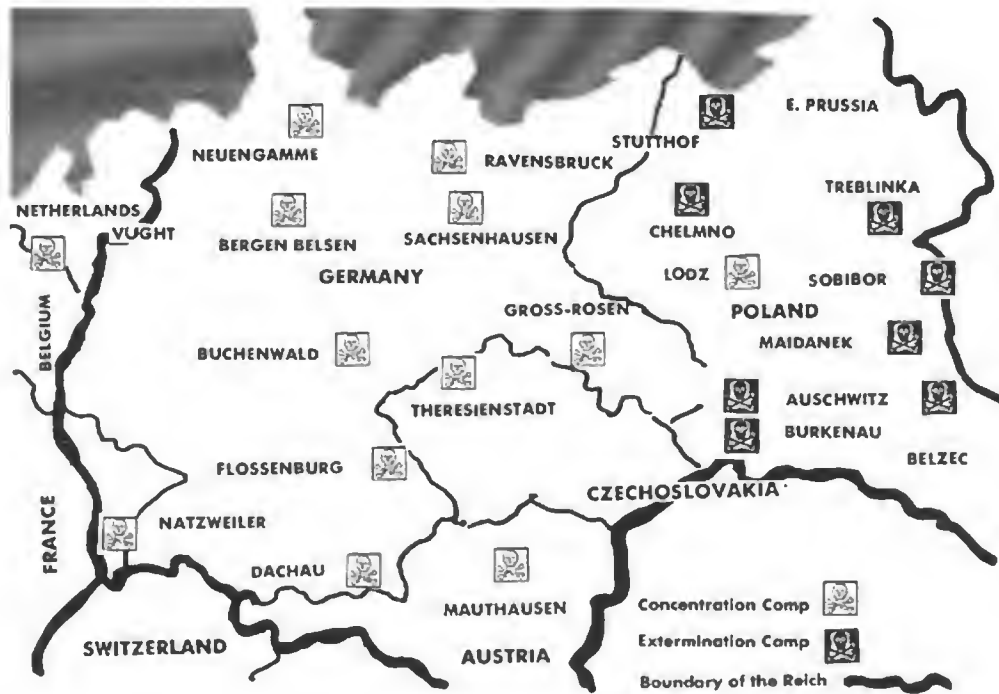 E. PRUSSIA
STUTTHOF
NEUENGAMME
RAVENSBRUCK
TREBLINKA
NETHERLANDS
VUGHT
BERGEN BELSEN
SACHSENHAUSEN
CHELMNO
GERMANY
LODZ
SOBIBOR
BELGIUM
GROSS-ROSEN
POLAND
BUCHENWALD
MAIDANEK
THERESIENSTADT
AUSCHWITZ
BURKENAU
BELZEC
FLOSSENBURG
CZECHOSLOVAKIA
FRANCE
NATZWEILER
DACHAU
MAUTHAUSEN
SWITZERLAND
AUSTRIA
Concentration Comp
Extermination Camp
Boundary of the Reich